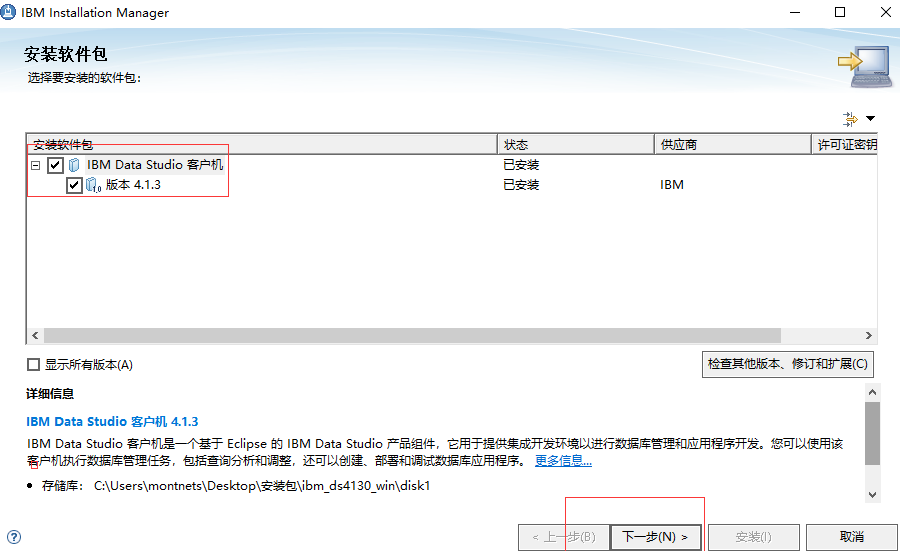 IBM Installation Manager
安装软件包
选择要安装的软件包:
安装软件包 状态 供应商 许可证密钥
IBM Data Studio 客户机 已安装
版本 4.1.3 已安装 IBM
显示所有版本(A) 检查其他版本、修订和扩展(C)
详细信息
IBM Data Studio 客户机 4.1.3
IBM Data Studio 客户机是一个基于 Eclipse 的 IBM Data Studio 产品组件，它用于提供集成开发环境以进行数据库管理和应用程序开发。您可以使用该
客户机执行数据库管理任务，包括查询分析和调整，还可以创建、部署和调试数据库应用程序。 更多信息...
• 存储库: C:\Users\montnets\Desktop\安装包\ibm_ds4130_win\disk1
< 上一步(B) 下一步(N) > 安装(I) 取消